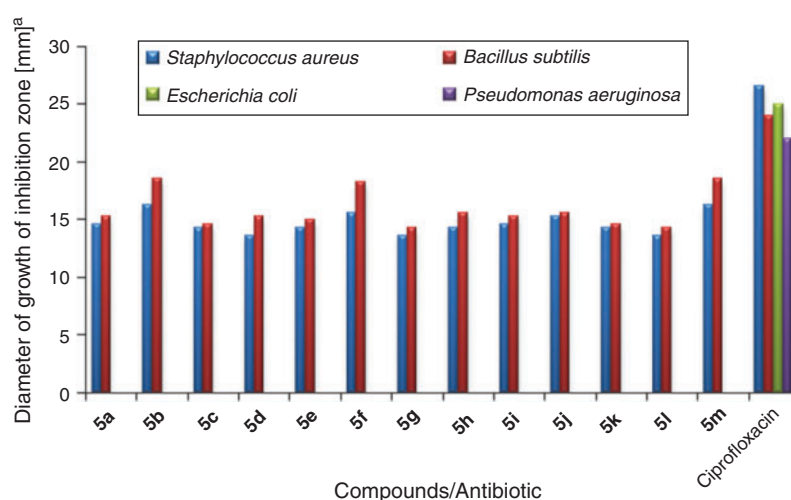 Diameter of growth of inhibition zone [mm]a
30
25
20
15
10
5
0
Staphylococcus aureus
Bacillus subtilis
Escherichia coli
Pseudomonas aeruginosa
5a 5b 5c 5d 5e 5f 5g 5h 5i 5j 5k 5l 5m Ciprofloxacin
Compounds/Antibiotic